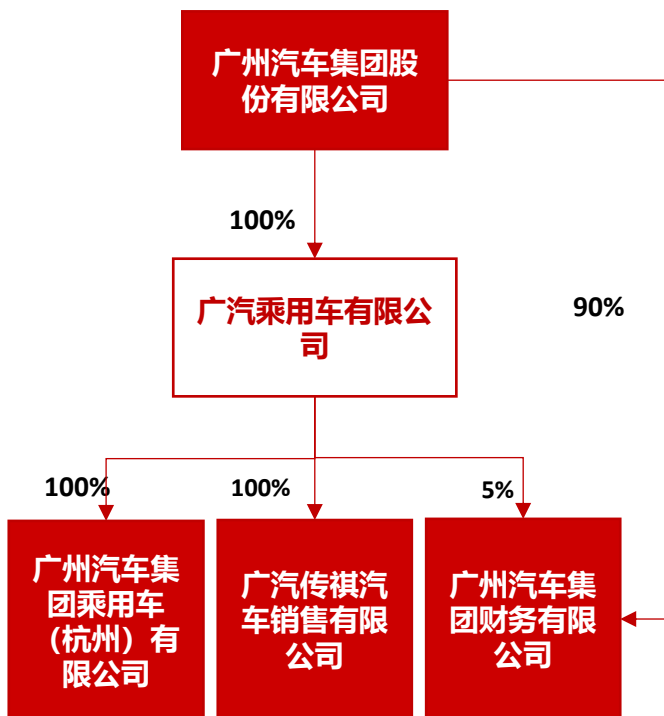 广州汽车集团股
份有限公司
100%
广汽乘用车有限公
司
90%
100%
100%
5%
广州汽车集
团乘用车
（杭州）有
限公司
广汽传祺汽
车销售有限
公司
广州汽车集
团财务有限
公司